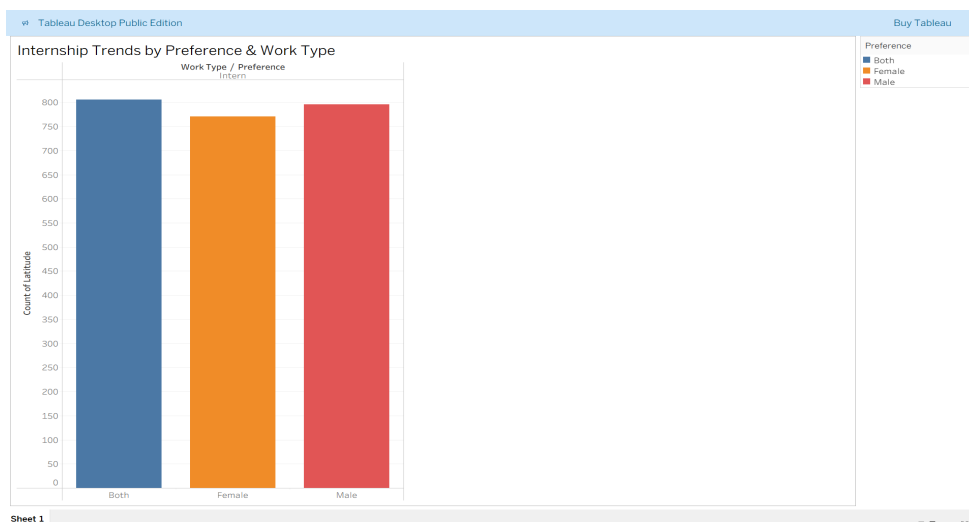 Tableau Desktop Public Edition
Buy Tableau
Internship Trends by Preference & Work Type
Work Type / Preference
Intern
800
750
700
650
600
550
500
450
400
350
300
250
200
150
100
50
0
Count of Latitude
Both
Female
Male
Preference
Both
Female
Male
Sheet 1